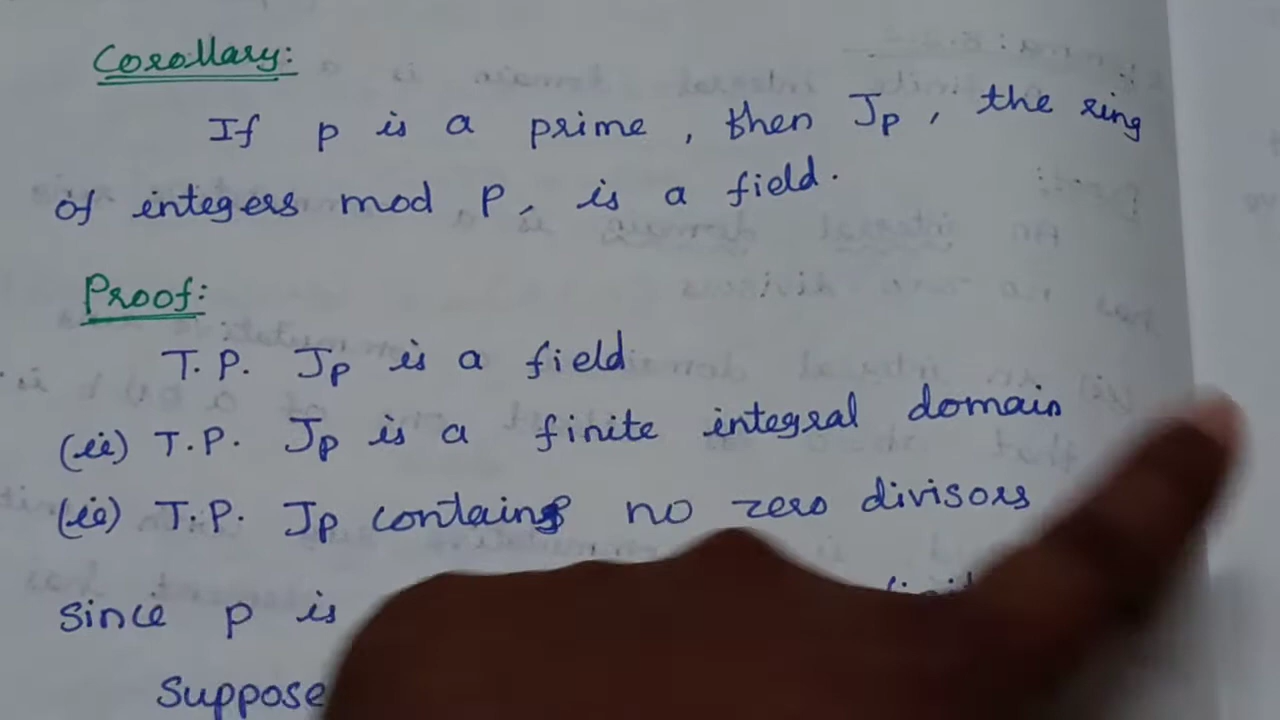 Corollary:
If p is a prime, then Jp, the ring
of integers mod p, is a field.
Proof:
T.P. Jp is a field
(ie) T.P. Jp is a finite integral domain
(ie) T.P. Jp contains no zero divisors
since p is
Suppose